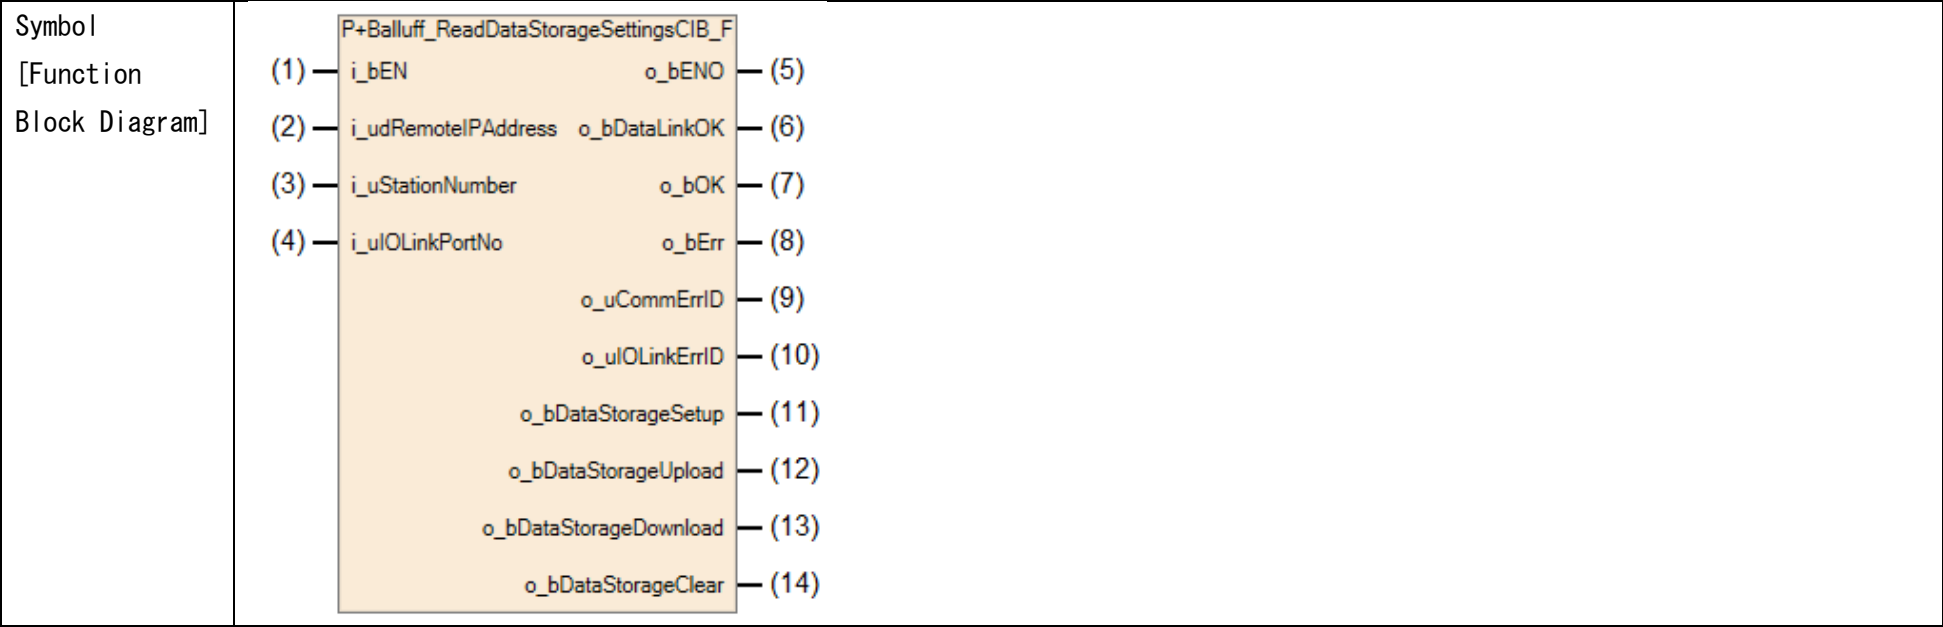 Symbol
[Function
Block Diagram]
P+Balluff_ReadDataStorageSettingsCIB_F
(1) i_bEN o_bENO (5)
(2) i_udRemoteIPAddress o_bDataLinkOK (6)
(3) i_uStationNumber o_bOK (7)
(4) i_uIOLinkPortNo o_bErr (8)
o_uCommErrID (9)
o_uIOLinkErrID (10)
o_bDataStorageSetup (11)
o_bDataStorageUpload (12)
o_bDataStorageDownload (13)
o_bDataStorageClear (14)